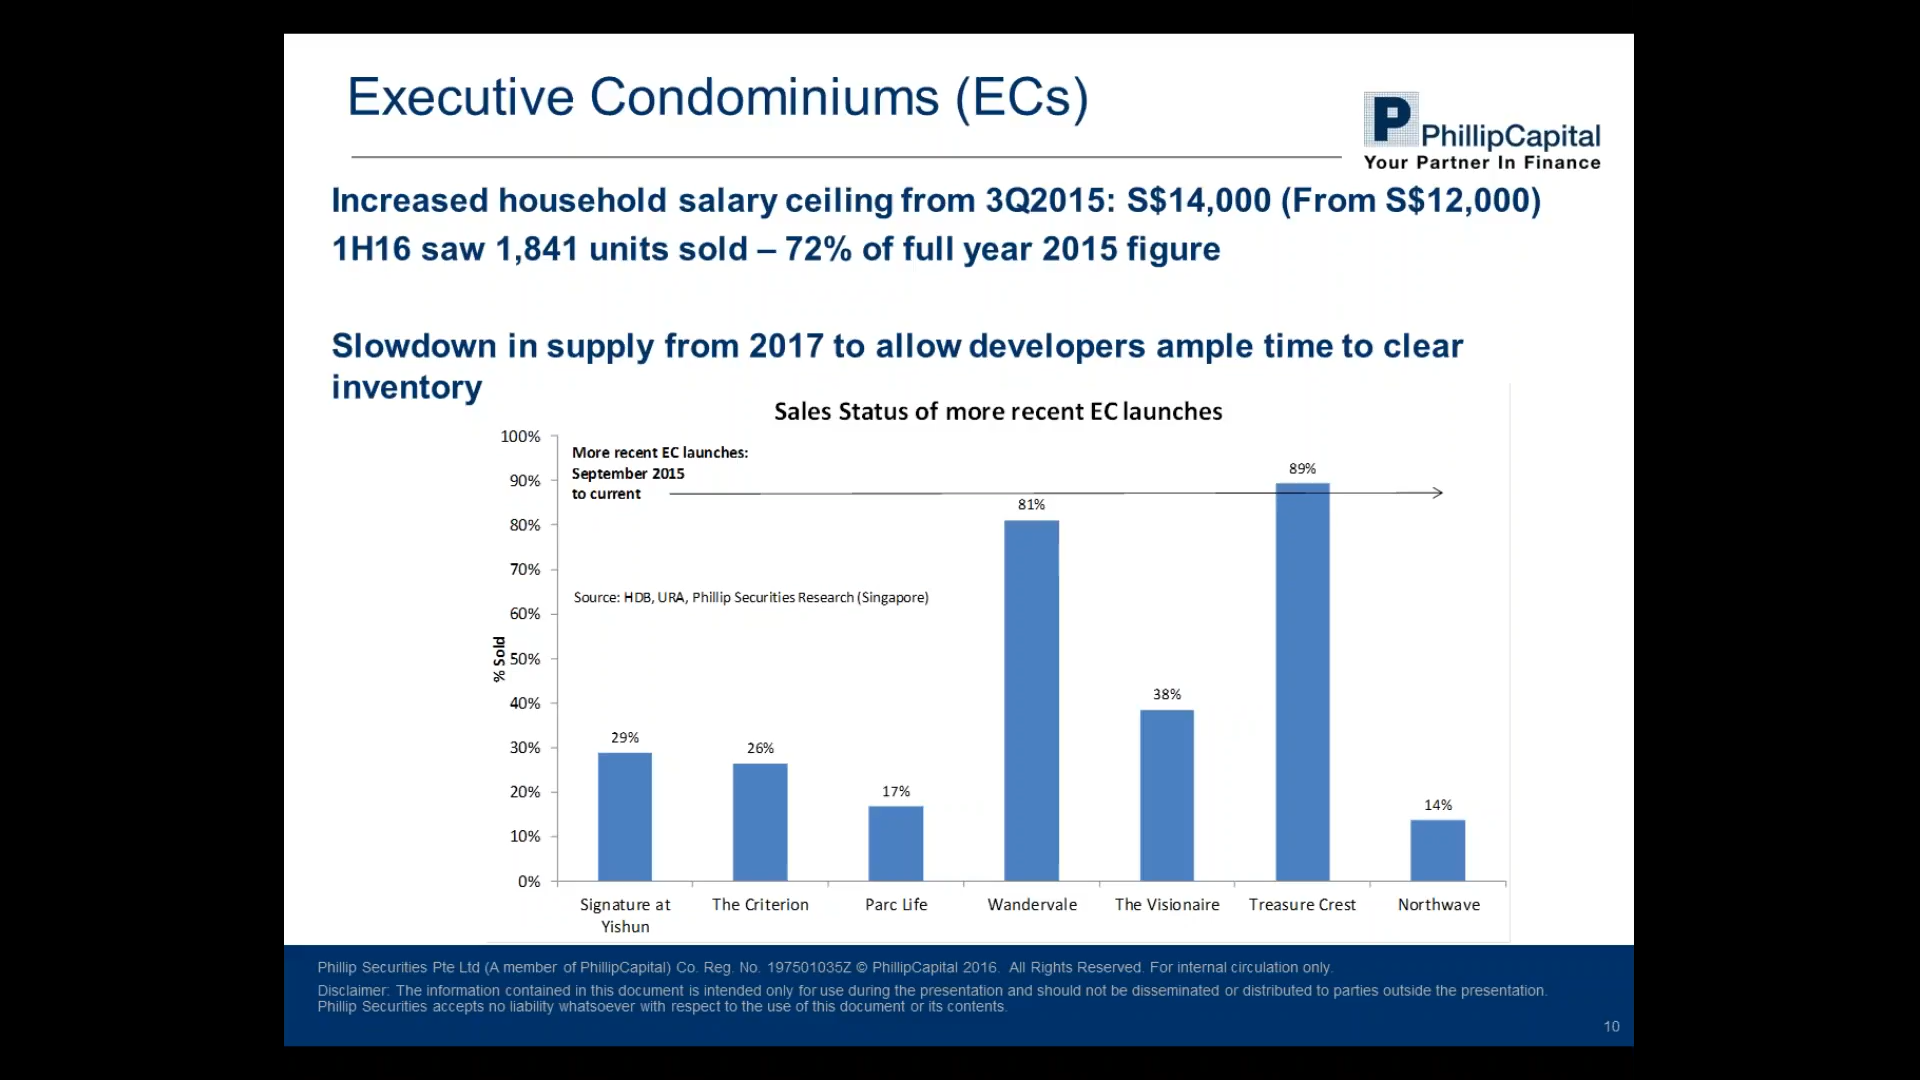 Executive Condominiums (ECs)
P PhillipCapital
Your Partner In Finance
Increased household salary ceiling from 3Q2015: S$14,000 (From S$12,000)
1H16 saw 1,841 units sold – 72% of full year 2015 figure
Slowdown in supply from 2017 to allow developers ample time to clear
inventory
Sales Status of more recent EC launches
More recent EC launches:
September 2015
to current
Source: HDB, URA, Phillip Securities Research (Singapore)
% Sold
100%
90%
80%
70%
60%
50%
40%
30%
20%
10%
0%
29%
26%
17%
81%
38%
89%
14%
Signature at
Yishun
The Criterion
Parc Life
Wandervale
The Visionaire
Treasure Crest
Northwave
Phillip Securities Pte Ltd (A member of PhillipCapital) Co. Reg. No. 197501035Z © PhillipCapital 2016. All Rights Reserved. For internal circulation only.
Disclaimer: The information contained in this document is intended only for use during the presentation and should not be disseminated or distributed to parties outside the presentation.
Phillip Securities accepts no liability whatsoever with respect to the use of this document or its contents.
10